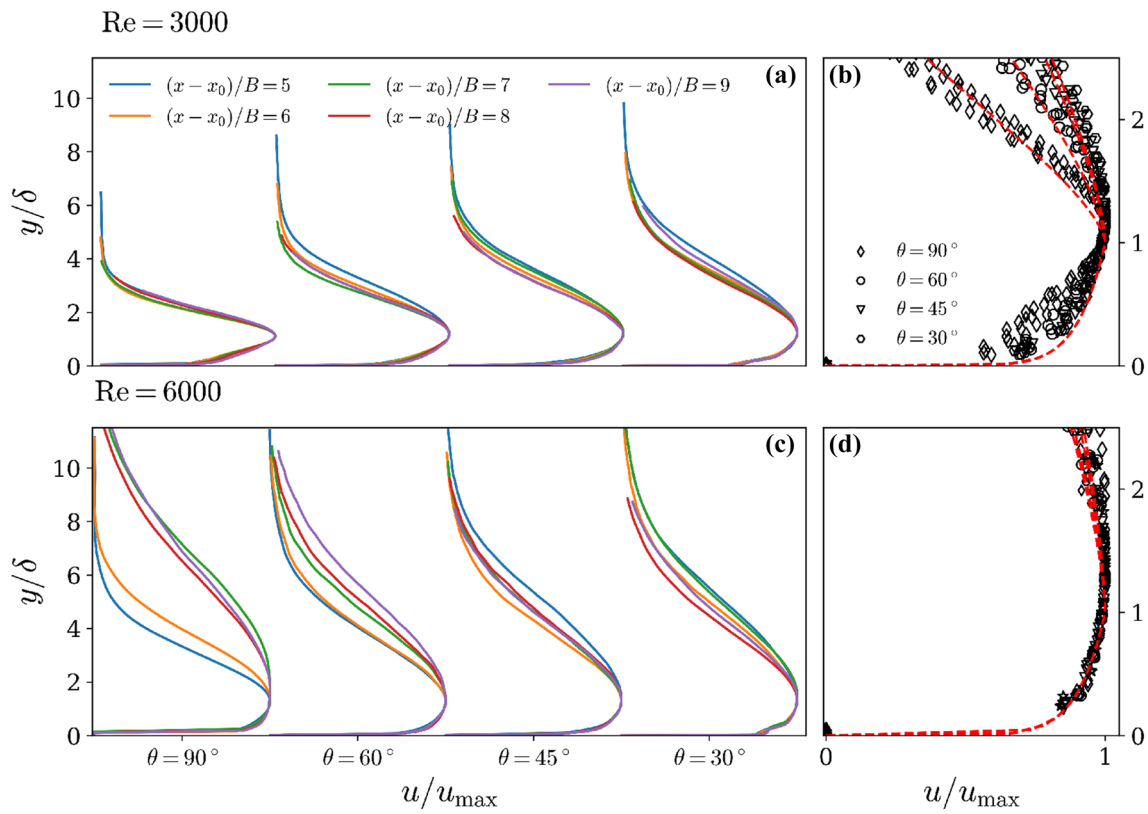 Re = 3000
(a)
(b)
(x−x₀)/B = 5
(x−x₀)/B = 7
(x−x₀)/B = 9
(x−x₀)/B = 6
(x−x₀)/B = 8
10
8
6
4
2
0
y/δ
2
1
0
θ = 90°
θ = 60°
θ = 45°
θ = 30°
Re = 6000
(c)
(d)
10
8
6
4
2
0
y/δ
2
1
0
θ = 90°
θ = 60°
θ = 45°
θ = 30°
0
1
u/u_max
u/u_max